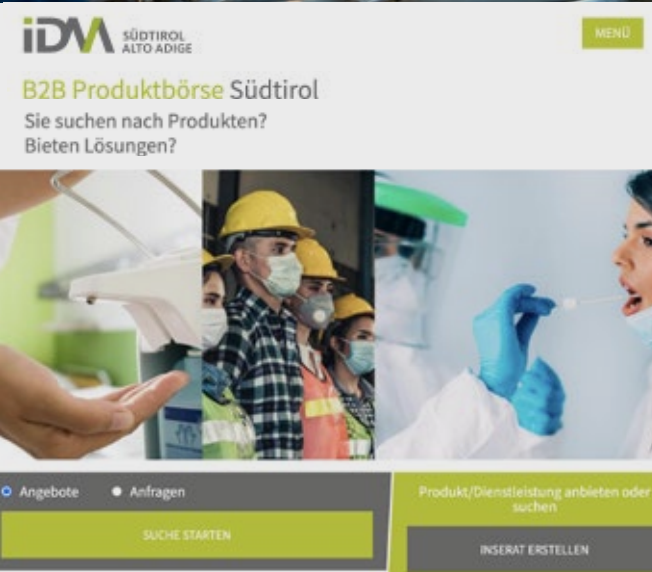 iDM SÜDTIROL
ALTO ADIGE
MENÜ
B2B Produktbörse Südtirol
Sie suchen nach Produkten?
Bieten Lösungen?
Angebote Anfragen
SUCHE STARTEN
Produkt/Dienstleistung anbieten oder
suchen
INSERAT ERSTELLEN